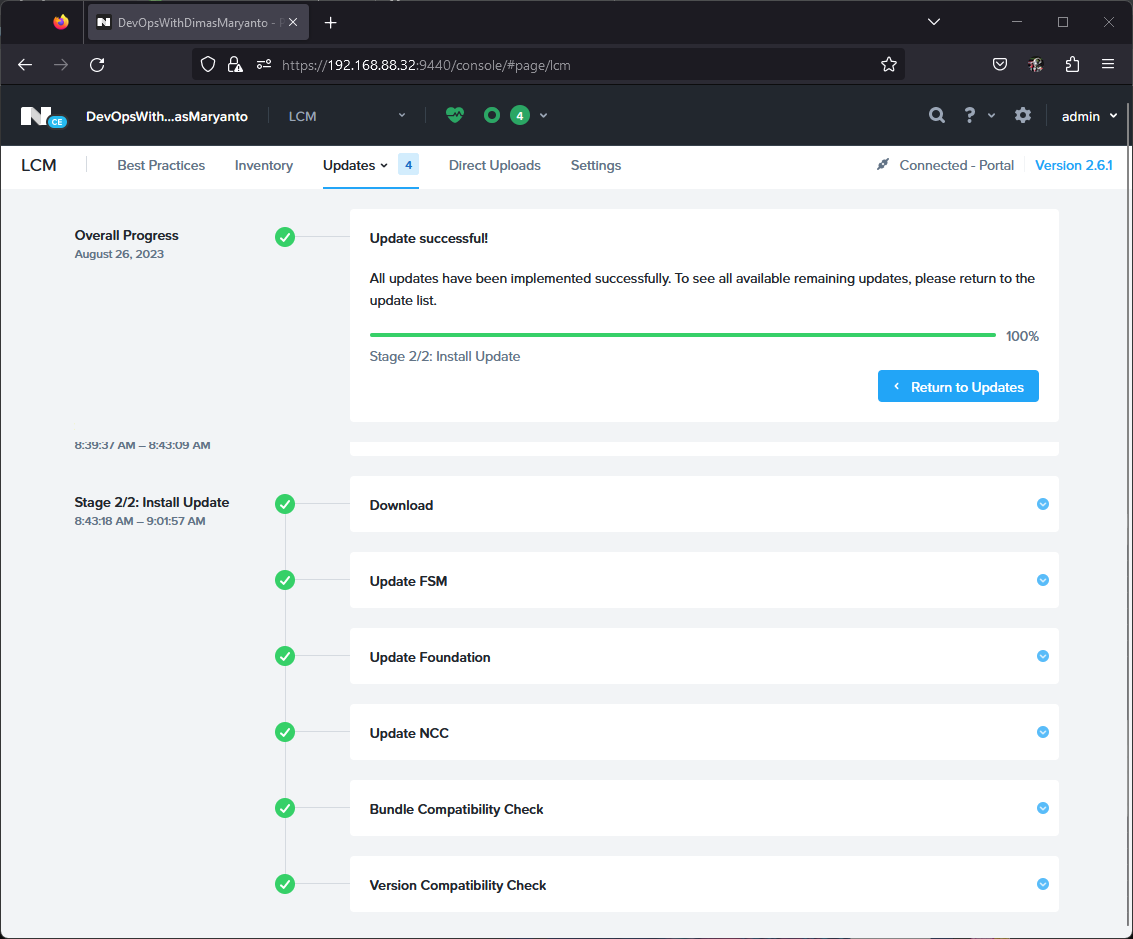 DevOpsWithDimasMaryanto -
https://192.168.88.32:9440/console/#page/lcm
CE DevOpsWith...asMaryanto LCM 4 ? admin
LCM Best Practices Inventory Updates 4 Direct Uploads Settings Connected - Portal Version 2.6.1
Overall Progress
August 26, 2023
Update successful!
All updates have been implemented successfully. To see all available remaining updates, please return to the
update list.
100%
Stage 2/2: Install Update
Return to Updates
8:39:37 AM – 8:43:09 AM
Stage 2/2: Install Update
8:43:18 AM – 9:01:57 AM
Download
Update FSM
Update Foundation
Update NCC
Bundle Compatibility Check
Version Compatibility Check